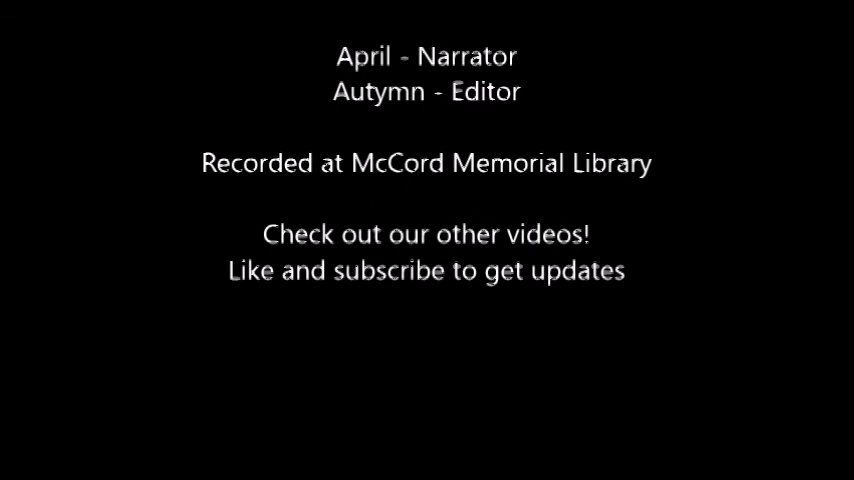 April - Narrator
Autymn - Editor
Recorded at McCord Memorial Library
Check out our other videos!
Like and subscribe to get updates